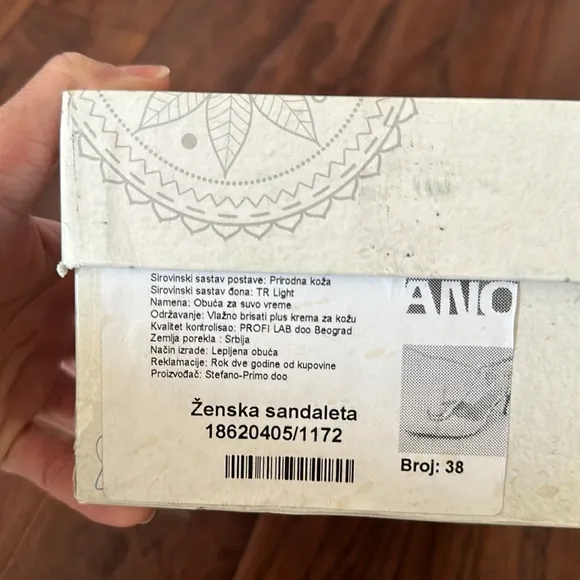 Sirovinski sastav postave: Prirodna koža
Sirovinski sastav đona: TR Light
Namena: Obuća za suvo vreme
Održavanje: Vlažno brisati plus krema za kožu
Kvaltet kontrolisao: PROFI LAB doo Beograd
Zemlja porekla : Srbija
Način izrade: Lepljena obuća
Reklamacije: Rok dve godine od kupovine
Proizvođač: Stefano-Primo doo
ANO
Ženska sandaleta
18620405/1172
Broj: 38